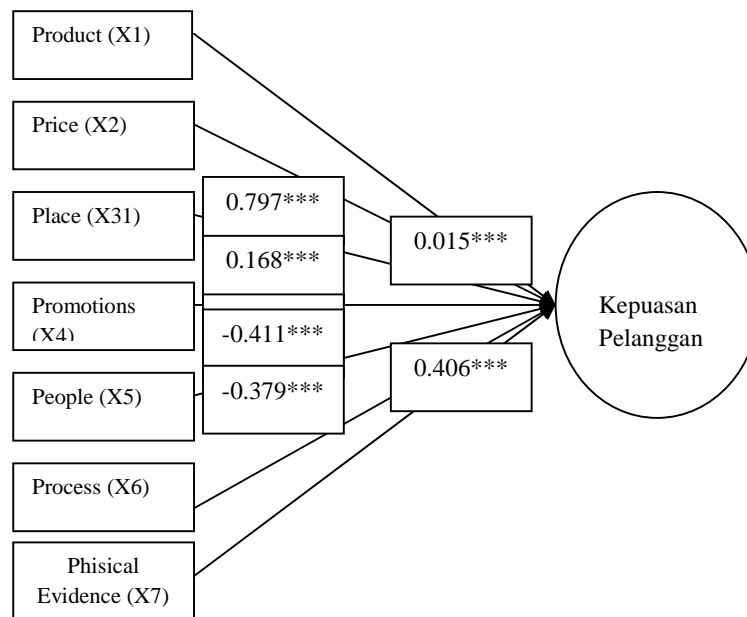 Product (X1)
Price (X2)
Place (X31)
Promotions
(X4)
People (X5)
Process (X6)
Phisical
Evidence (X7)
0.797***
0.168***
-0.411***
-0.379***
0.015***
0.406***
Kepuasan
Pelanggan